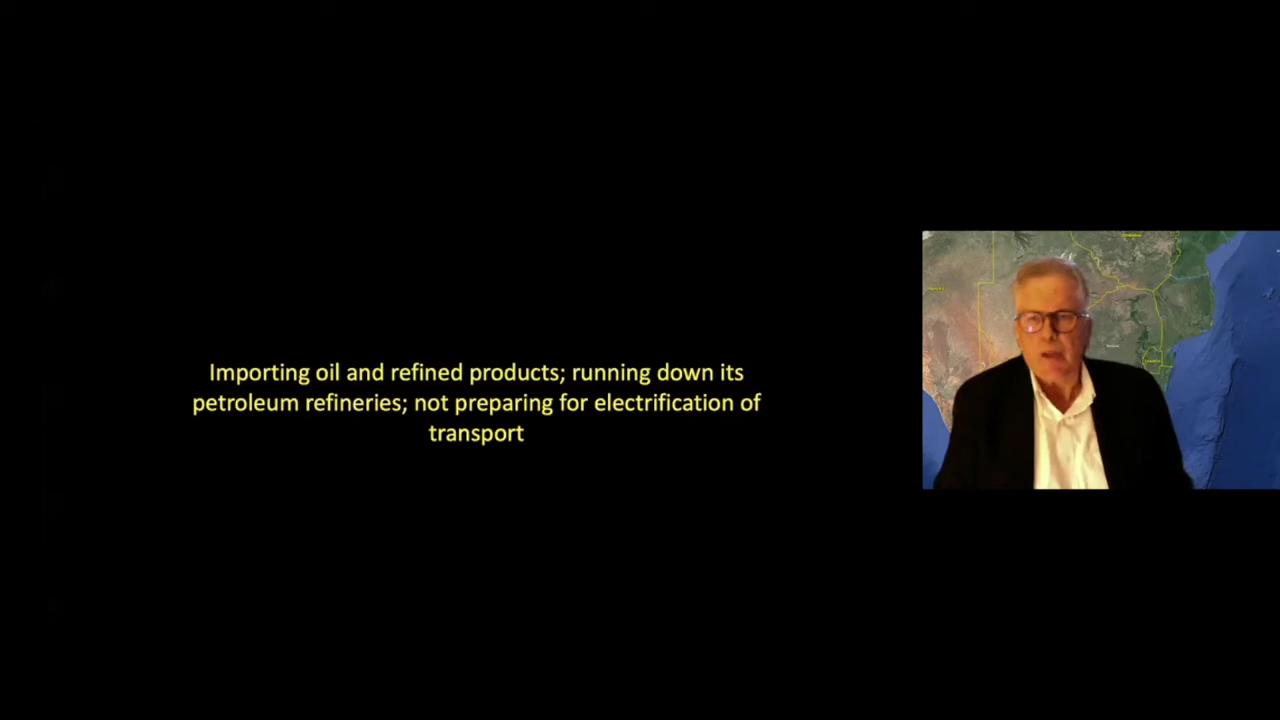 Importing oil and refined products; running down its
petroleum refineries; not preparing for electrification of
transport